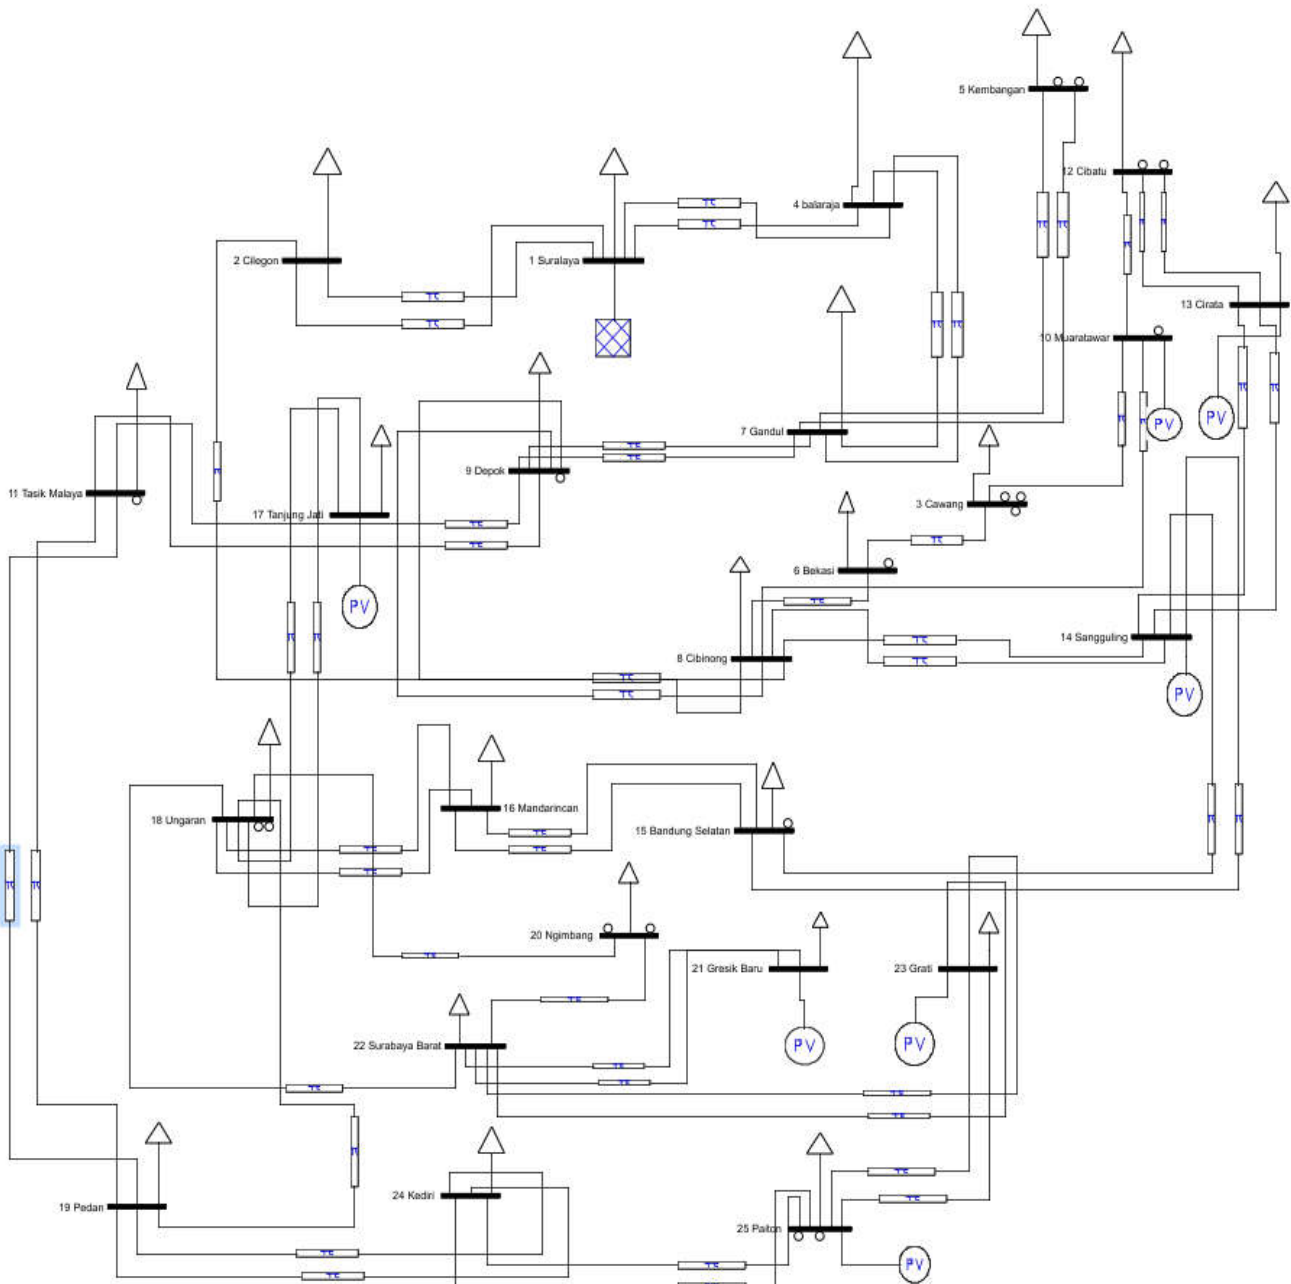 5 Kembangan
12 Cibatu
4 balaraja
2 Cilegon
1 Suralaya
13 Cirata
10 Muaratawar
PV
PV
7 Gandul
9 Depok
11 Tasik Malaya
17 Tanjung Jati
3 Cawang
6 Bekasi
PV
14 Sangguling
8 Cibinong
PV
16 Mandarincan
18 Ungaran
15 Bandung Selatan
20 Ngimbang
21 Gresik Baru
23 Grati
22 Surabaya Barat
PV
PV
24 Kediri
19 Pedan
25 Paiton
PV